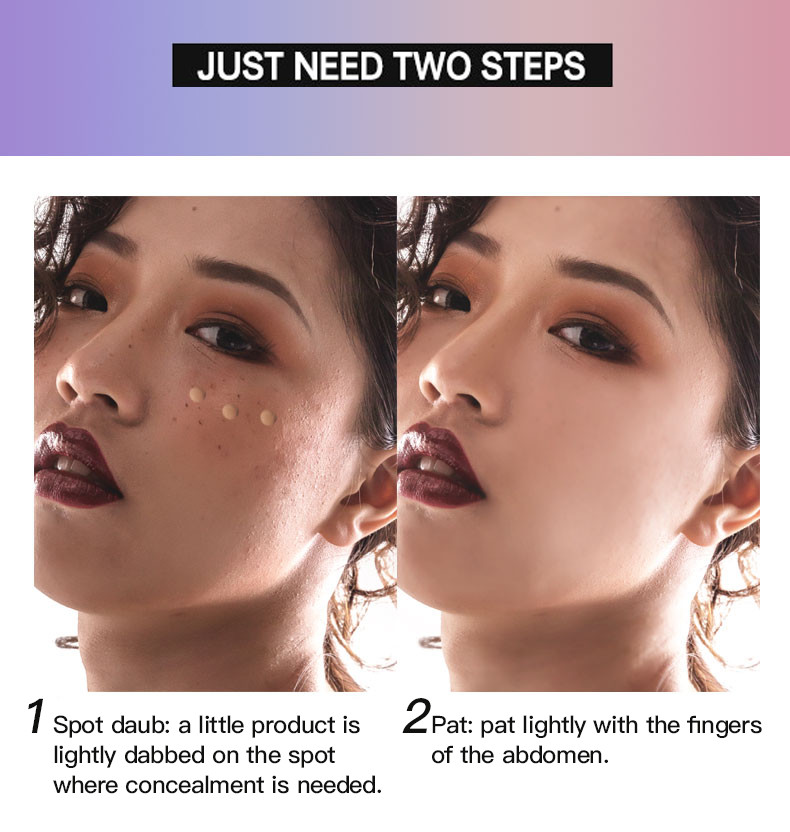 JUST NEED TWO STEPS
1 Spot daub: a little product is
lightly dabbed on the spot
where concealment is needed.
2 Pat: pat lightly with the fingers
of the abdomen.